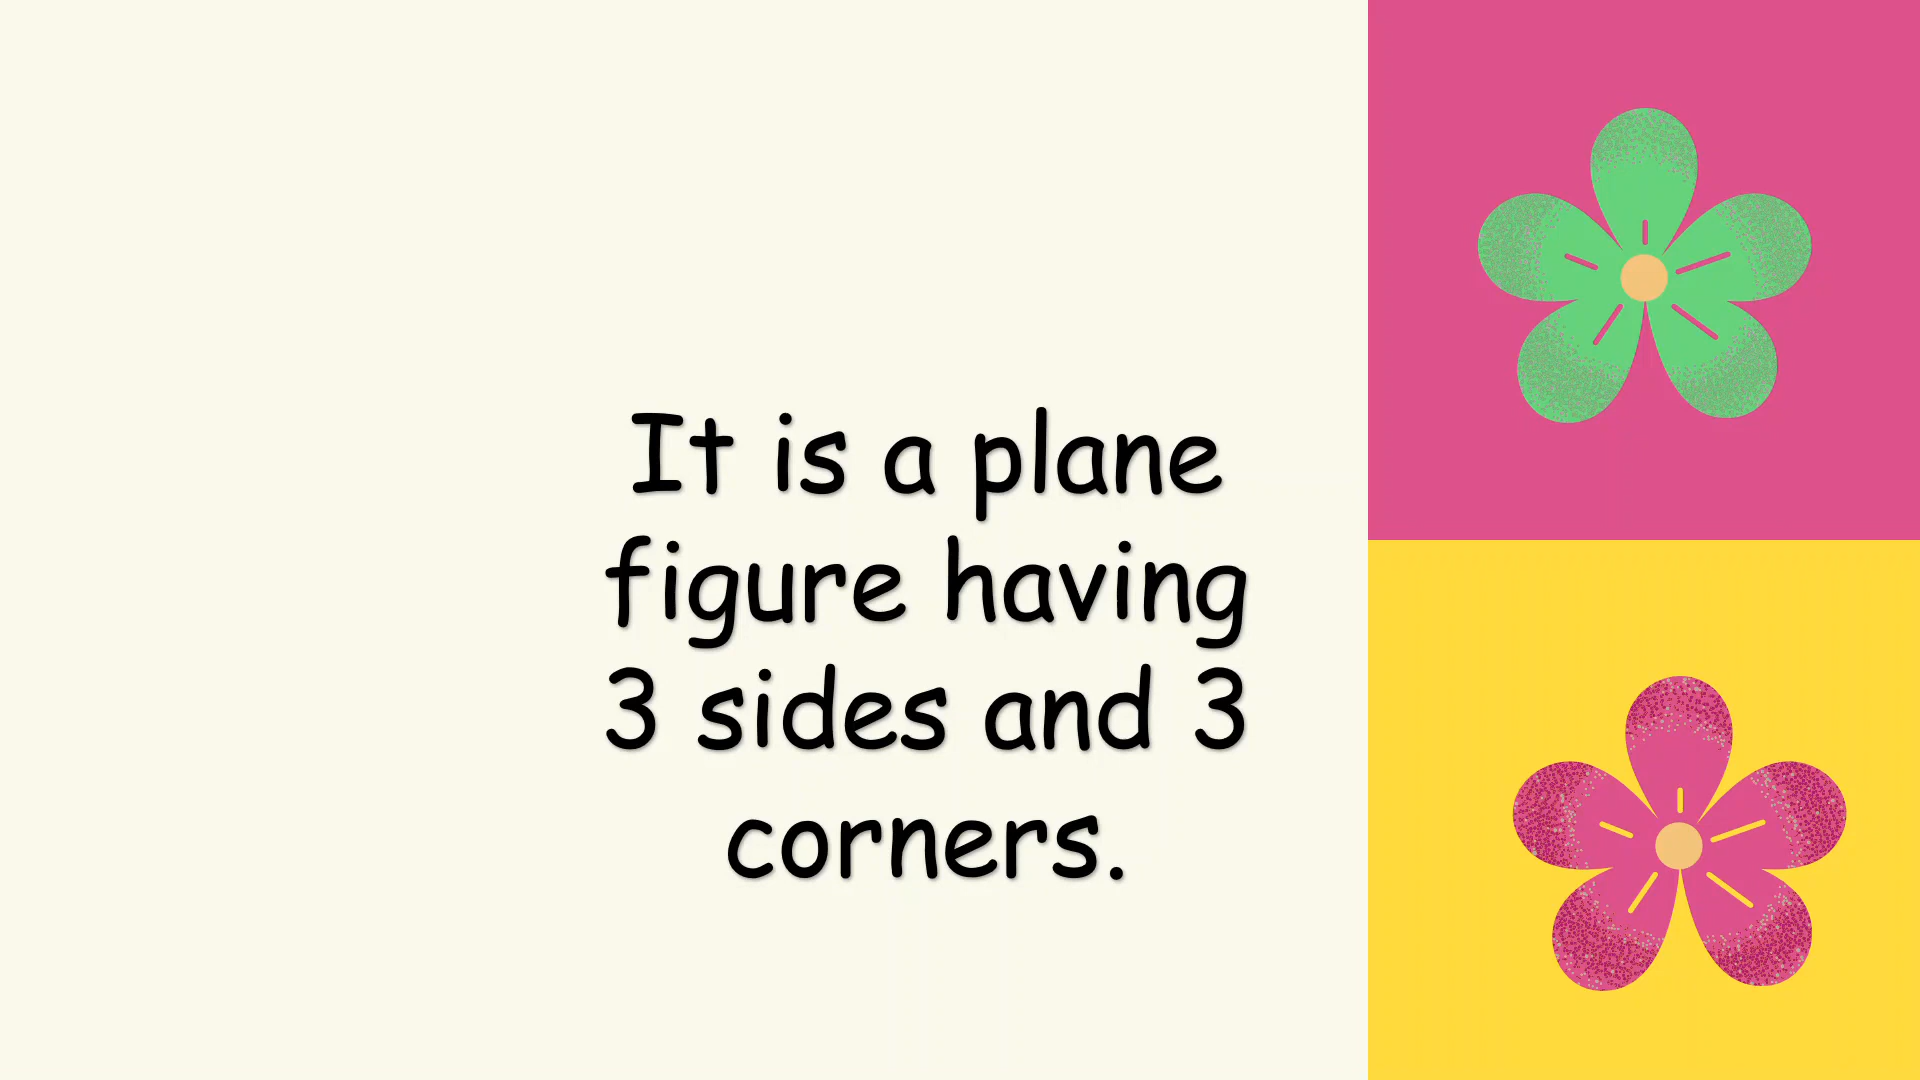 It is a plane
figure having
3 sides and 3
corners.